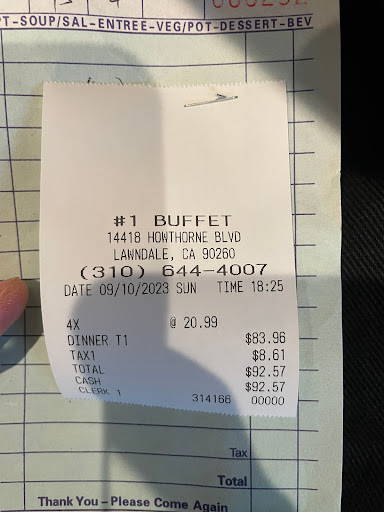 PT-SOUP/SAL-ENTREE-VEG/POT-DESSERT-BEV
#1 BUFFET
14418 HOWTHORNE BLVD
LAWNDALE, CA 90260
(310) 644-4007
DATE 09/10/2023 SUN TIME 18:25
4X @ 20.99
DINNER T1 $83.96
TAX1 $8.61
TOTAL $92.57
CASH $92.57
CLERK 1 314166 00000
Tax
Total
Thank You – Please Come Again